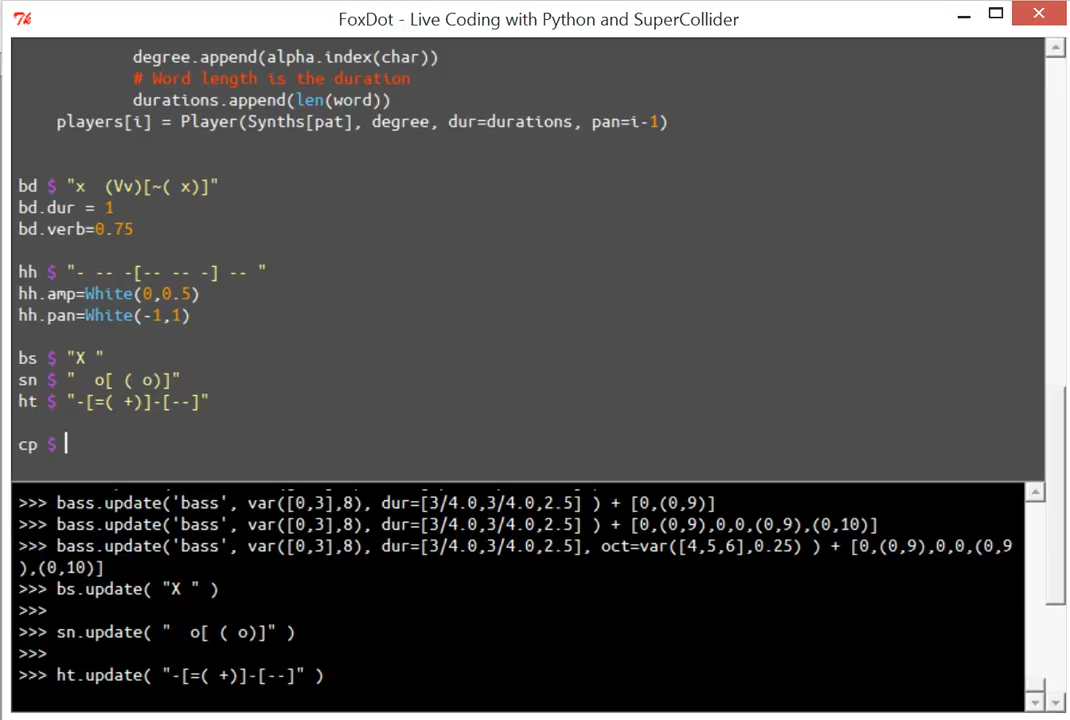 FoxDot - Live Coding with Python and SuperCollider
degree.append(alpha.index(char))
# Word length is the duration
durations.append(len(word))
players[i] = Player(Synths[pat], degree, dur=durations, pan=i-1)
bd $ "x  (Vv)[~( x)]"
bd.dur = 1
bd.verb=0.75
hh $ "- -- -[-- -- -] -- "
hh.amp=White(0,0.5)
hh.pan=White(-1,1)
bs $ "X "
sn $ "  o[ ( o)]"
ht $ "-[=( +)]-[--]"
cp $
>>> bass.update('bass', var([0,3],8), dur=[3/4.0,3/4.0,2.5] ) + [0,(0,9)]
>>> bass.update('bass', var([0,3],8), dur=[3/4.0,3/4.0,2.5] ) + [0,(0,9),0,0,(0,9),(0,10)]
>>> bass.update('bass', var([0,3],8), dur=[3/4.0,3/4.0,2.5], oct=var([4,5,6],0.25) ) + [0,(0,9),0,0,(0,9
),(0,10)]
>>> bs.update( "X " )
>>>
>>> sn.update( "  o[ ( o)]" )
>>>
>>> ht.update( "-[=( +)]-[--]" )